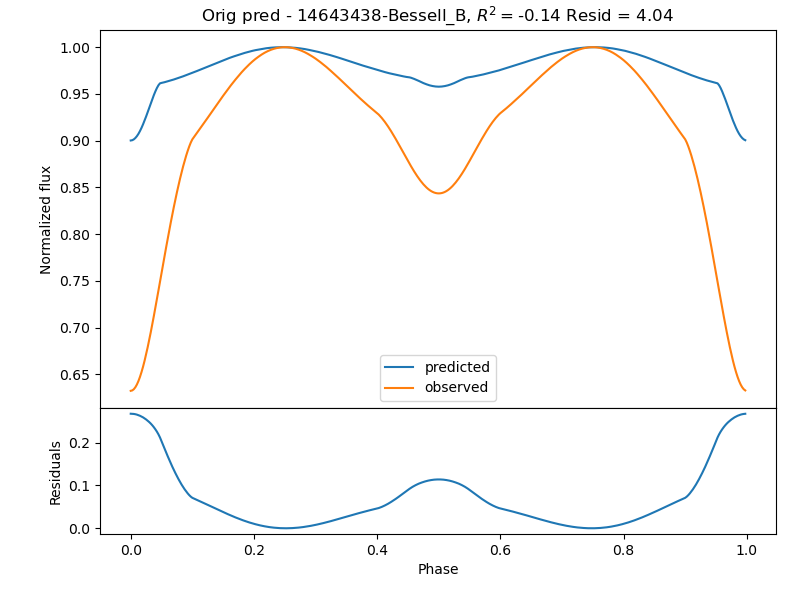 Orig pred - 14643438-Bessell_B, R² = -0.14 Resid = 4.04
1.00
0.95
0.90
0.85
0.80
0.75
0.70
0.65
Normalized flux
predicted
observed
0.2
0.1
0.0
Residuals
0.0 0.2 0.4 0.6 0.8 1.0
Phase